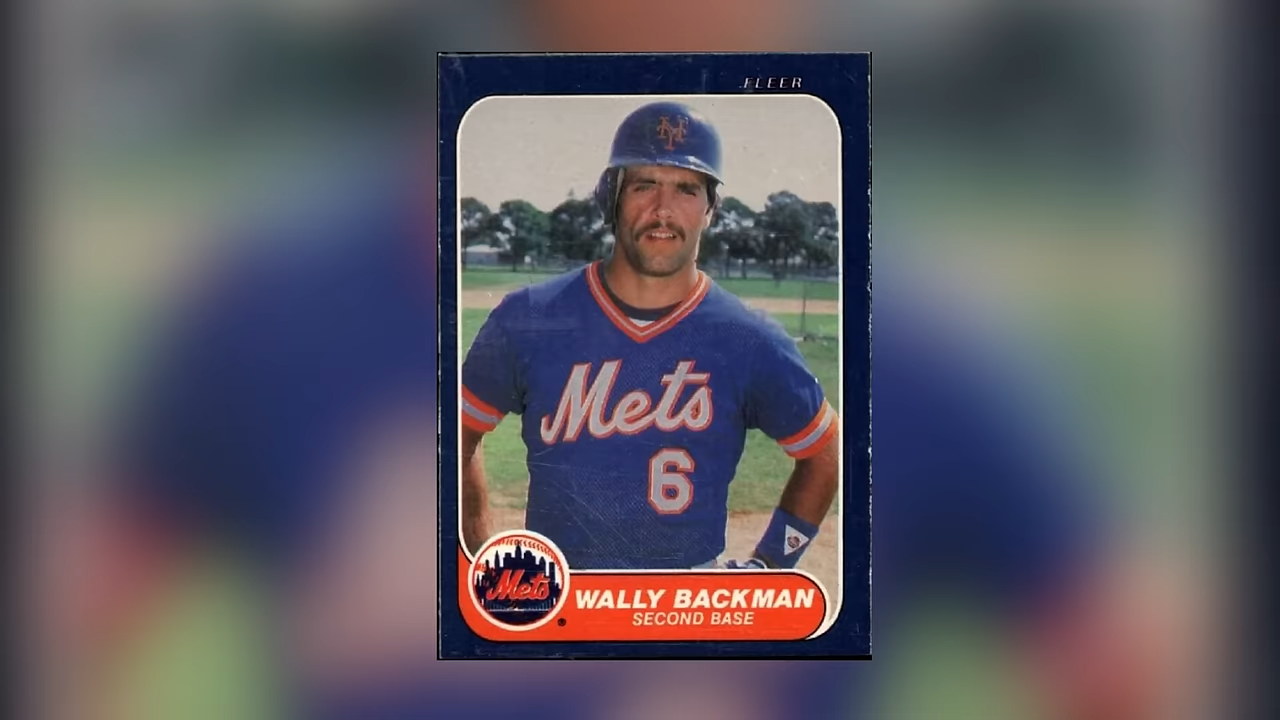 FLEER
NY
Mets
6
Mets
WALLY BACKMAN
SECOND BASE